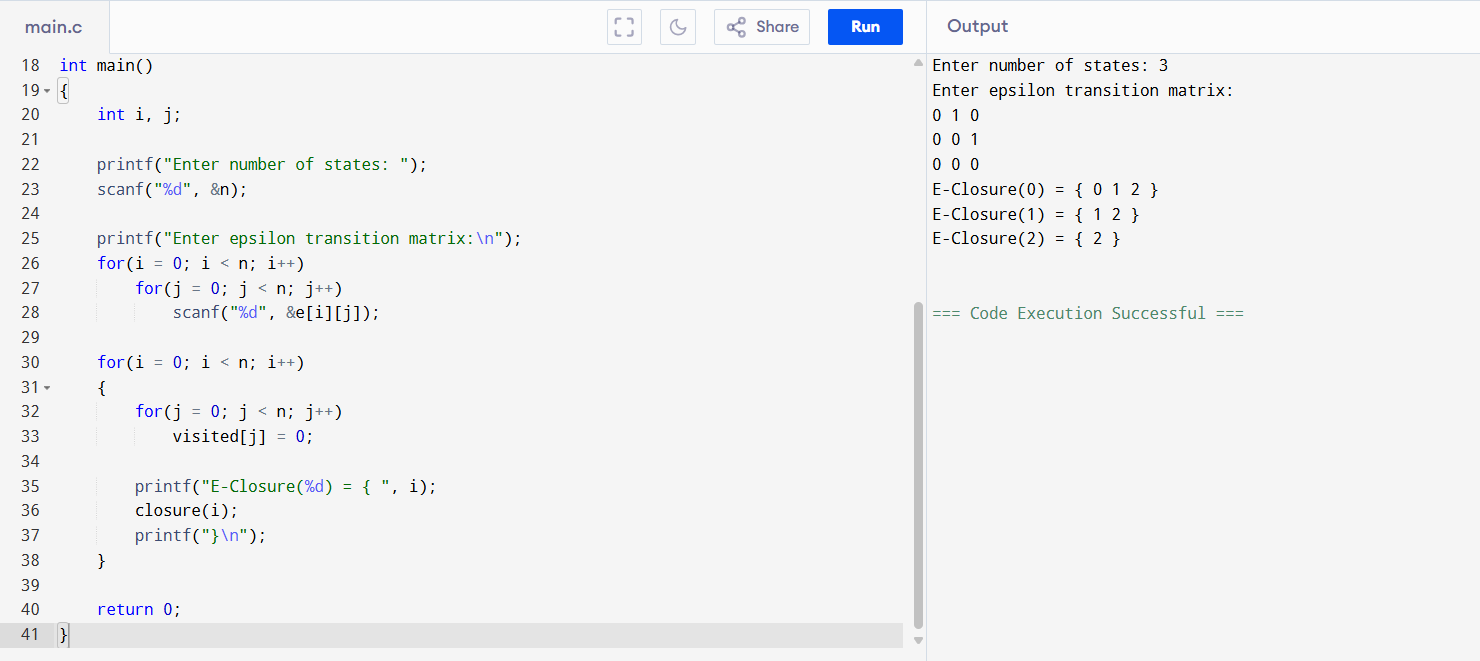 main.c
Share
Run
Output
18 int main()
19 {
20     int i, j;
21
22     printf("Enter number of states: ");
23     scanf("%d", &n);
24
25     printf("Enter epsilon transition matrix:\n");
26     for(i = 0; i < n; i++)
27         for(j = 0; j < n; j++)
28             scanf("%d", &e[i][j]);
29
30     for(i = 0; i < n; i++)
31     {
32         for(j = 0; j < n; j++)
33             visited[j] = 0;
34
35         printf("E-Closure(%d) = { ", i);
36         closure(i);
37         printf("}\n");
38     }
39
40     return 0;
41 }
Enter number of states: 3
Enter epsilon transition matrix:
0 1 0
0 0 1
0 0 0
E-Closure(0) = { 0 1 2 }
E-Closure(1) = { 1 2 }
E-Closure(2) = { 2 }
=== Code Execution Successful ===